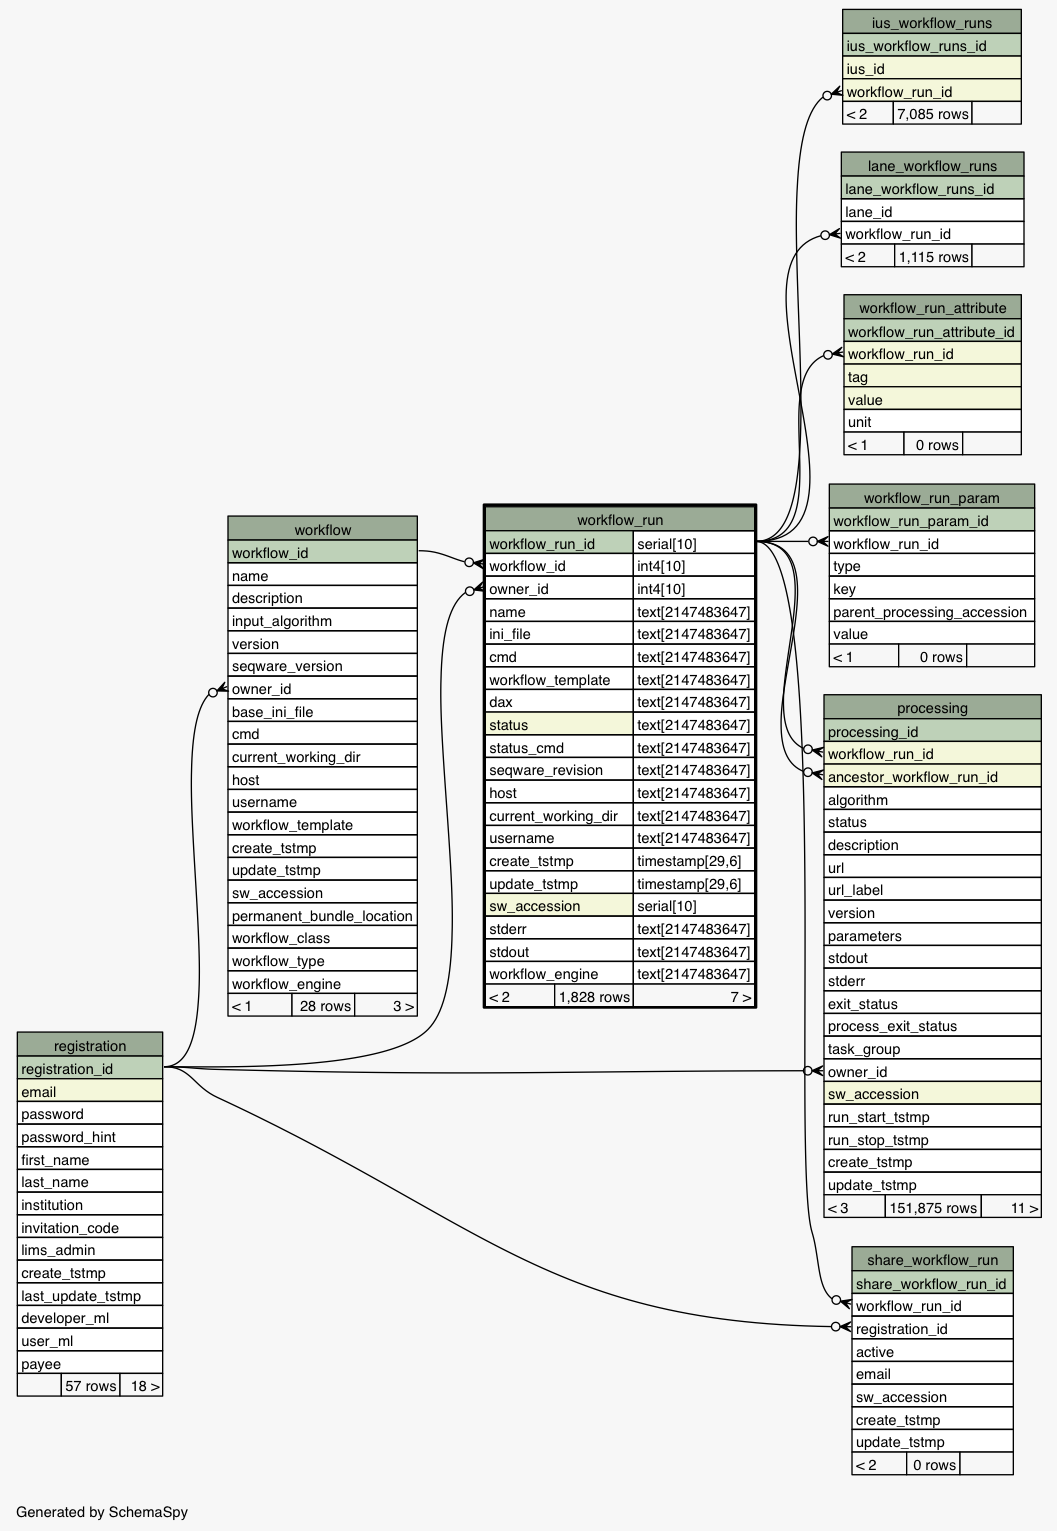 ius_workflow_runs
ius_workflow_runs_id
ius_id
workflow_run_id
< 2 7,085 rows
lane_workflow_runs
lane_workflow_runs_id
lane_id
workflow_run_id
< 2 1,115 rows
workflow_run_attribute
workflow_run_attribute_id
workflow_run_id
tag
value
unit
< 1 0 rows
workflow_run_param
workflow_run_param_id
workflow_run_id
type
key
parent_processing_accession
value
< 1 0 rows
workflow
workflow_id
name
description
input_algorithm
version
seqware_version
owner_id
base_ini_file
cmd
current_working_dir
host
username
workflow_template
create_tstmp
update_tstmp
sw_accession
permanent_bundle_location
workflow_class
workflow_type
workflow_engine
< 1 28 rows 3 >
workflow_run
workflow_run_id serial[10]
workflow_id int4[10]
owner_id int4[10]
name text[2147483647]
ini_file text[2147483647]
cmd text[2147483647]
workflow_template text[2147483647]
dax text[2147483647]
status text[2147483647]
status_cmd text[2147483647]
seqware_revision text[2147483647]
host text[2147483647]
current_working_dir text[2147483647]
username text[2147483647]
create_tstmp timestamp[29,6]
update_tstmp timestamp[29,6]
sw_accession serial[10]
stderr text[2147483647]
stdout text[2147483647]
workflow_engine text[2147483647]
< 2 1,828 rows 7 >
processing
processing_id
workflow_run_id
ancestor_workflow_run_id
algorithm
status
description
url
url_label
version
parameters
stdout
stderr
exit_status
process_exit_status
task_group
owner_id
sw_accession
run_start_tstmp
run_stop_tstmp
create_tstmp
update_tstmp
< 3 151,875 rows 11 >
registration
registration_id
email
password
password_hint
first_name
last_name
institution
invitation_code
lims_admin
create_tstmp
last_update_tstmp
developer_ml
user_ml
payee
57 rows 18 >
share_workflow_run
share_workflow_run_id
workflow_run_id
registration_id
active
email
sw_accession
create_tstmp
update_tstmp
< 2 0 rows
Generated by SchemaSpy